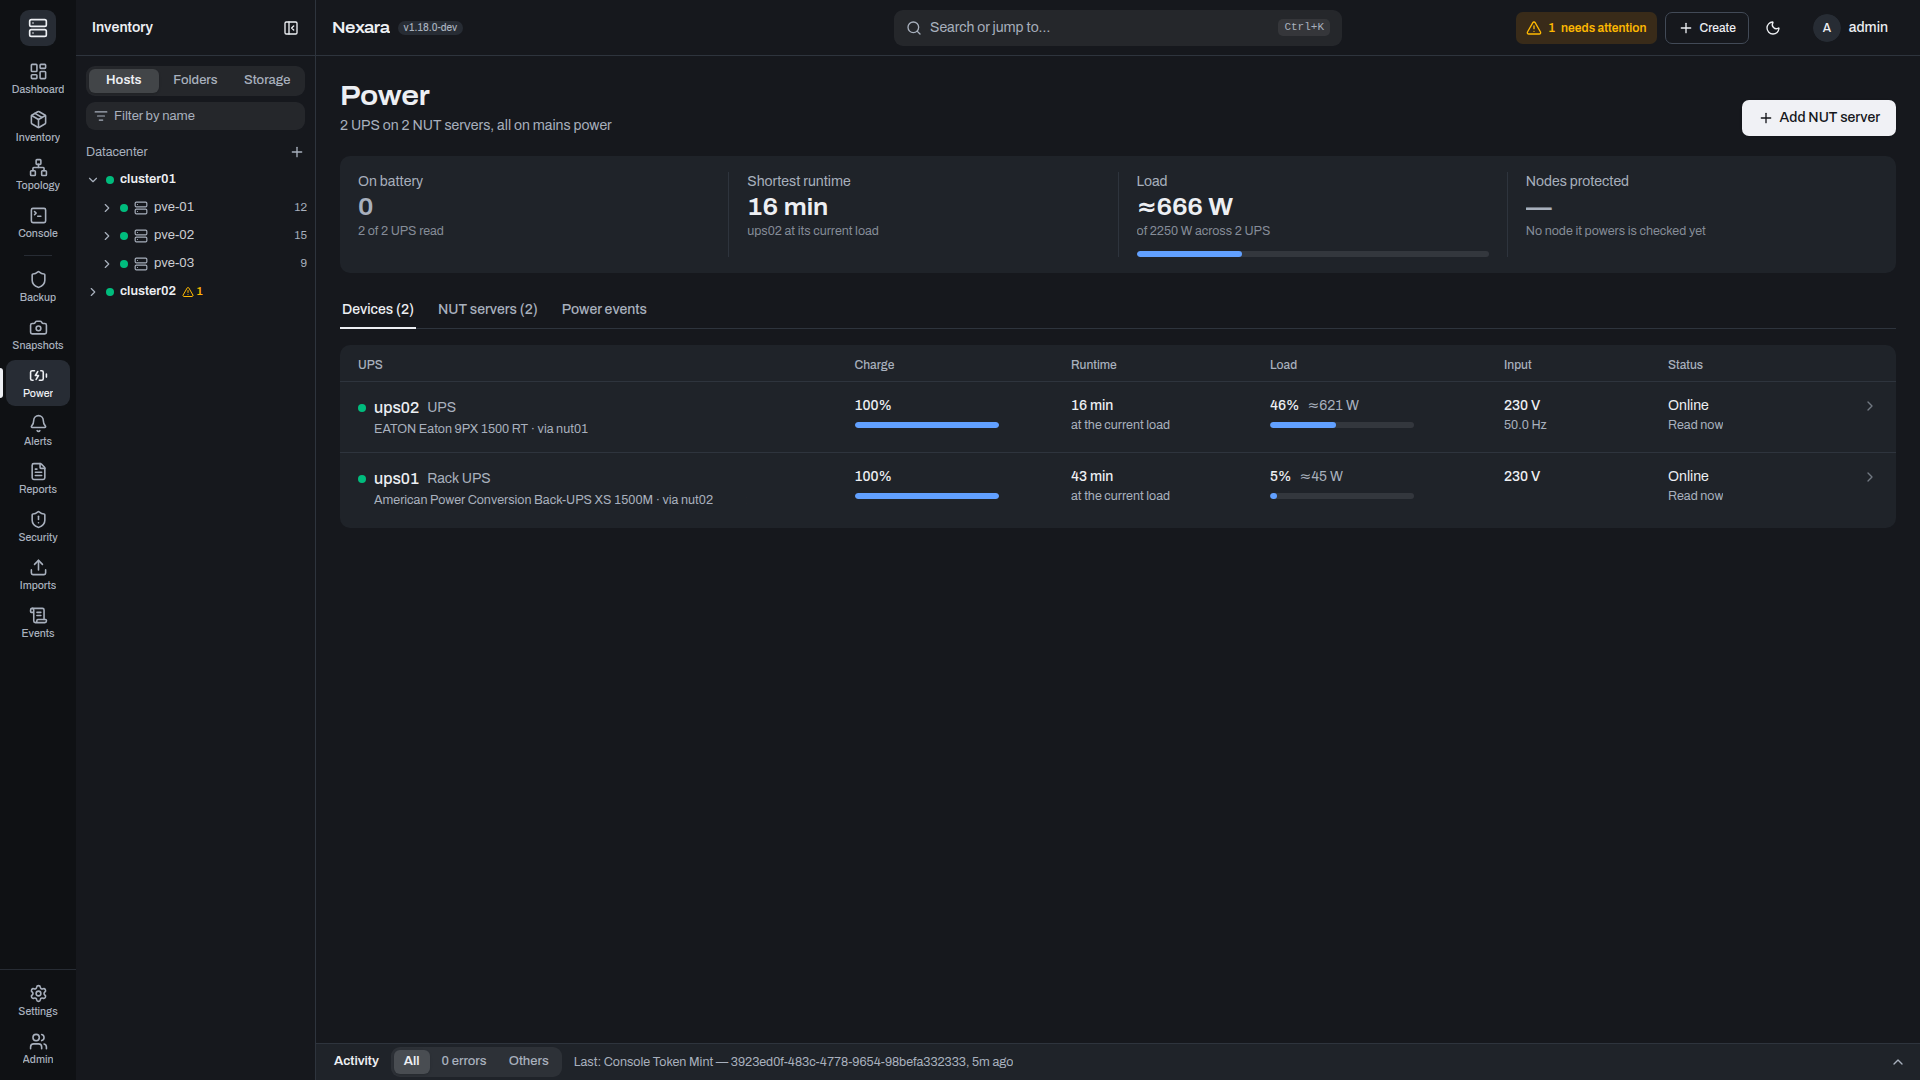 Inventory
Nexara v1.18.0-dev
Search or jump to... Ctrl+K
1 needs attention
Create
A admin
Dashboard
Inventory
Topology
Console
Backup
Snapshots
Power
Alerts
Reports
Security
Imports
Events
Settings
Admin
Hosts Folders Storage
Filter by name
Datacenter
cluster01
pve-01 12
pve-02 15
pve-03 9
cluster02 1
Power
2 UPS on 2 NUT servers, all on mains power
Add NUT server
On battery
0
2 of 2 UPS read
Shortest runtime
16 min
ups02 at its current load
Load
≈666 W
of 2250 W across 2 UPS
Nodes protected
—
No node it powers is checked yet
Devices (2) NUT servers (2) Power events
UPS Charge Runtime Load Input Status
ups02 UPS 100% 16 min 46% ≈621 W 230 V Online
EATON Eaton 9PX 1500 RT · via nut01 at the current load 50.0 Hz Read now
ups01 Rack UPS 100% 43 min 5% ≈45 W 230 V Online
American Power Conversion Back-UPS XS 1500M · via nut02 at the current load Read now
Activity All 0 errors Others Last: Console Token Mint — 3923ed0f-483c-4778-9654-98befa332333, 5m ago